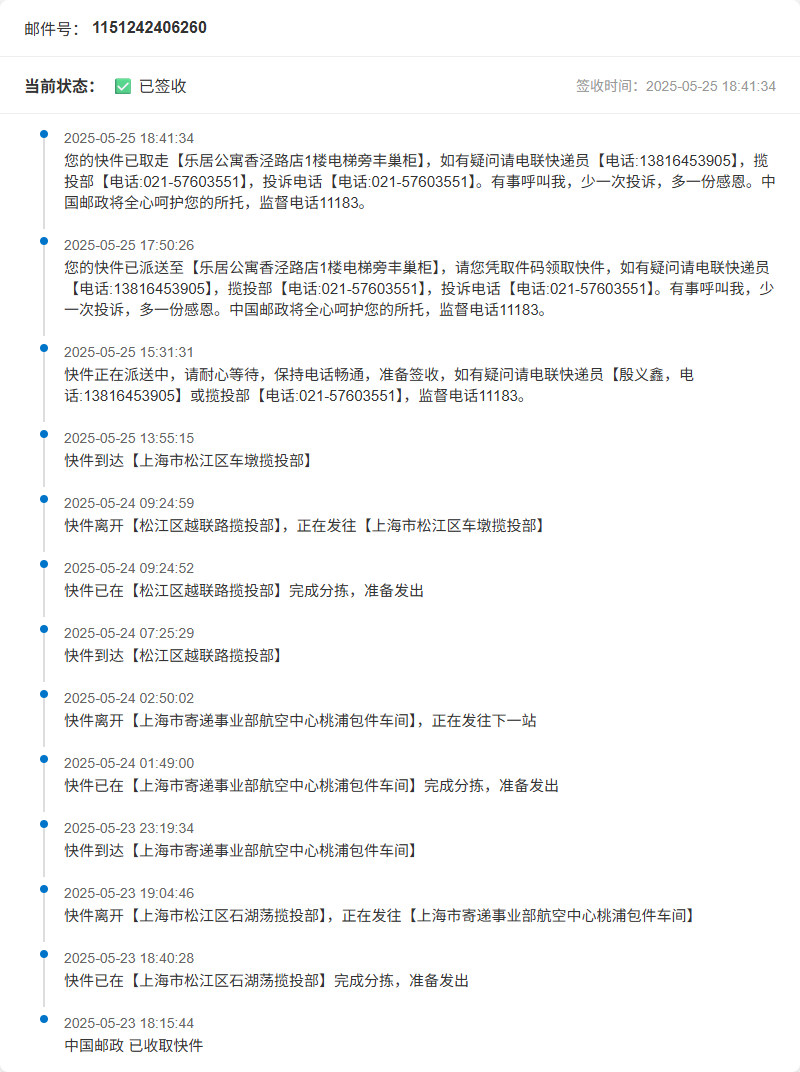 邮件号： 1151242406260
当前状态： ✅ 已签收 签收时间：2025-05-25 18:41:34
2025-05-25 18:41:34
您的快件已取走【乐居公寓香泾路店1楼电梯旁丰巢柜】，如有疑问请电联快递员【电话:13816453905】，揽
投部【电话:021-57603551】，投诉电话【电话:021-57603551】。有事呼叫我，少一次投诉，多一份感恩。中
国邮政将全心呵护您的所托，监督电话11183。
2025-05-25 17:50:26
您的快件已派送至【乐居公寓香泾路店1楼电梯旁丰巢柜】，请您凭取件码领取快件，如有疑问请电联快递员
【电话:13816453905】，揽投部【电话:021-57603551】，投诉电话【电话:021-57603551】。有事呼叫我，少
一次投诉，多一份感恩。中国邮政将全心呵护您的所托，监督电话11183。
2025-05-25 15:31:31
快件正在派送中，请耐心等待，保持电话畅通，准备签收，如有疑问请电联快递员【殷义鑫，电
话:13816453905】或揽投部【电话:021-57603551】，监督电话11183。
2025-05-25 13:55:15
快件到达【上海市松江区车墩揽投部】
2025-05-24 09:24:59
快件离开【松江区越联路揽投部】，正在发往【上海市松江区车墩揽投部】
2025-05-24 09:24:52
快件已在【松江区越联路揽投部】完成分拣，准备发出
2025-05-24 07:25:29
快件到达【松江区越联路揽投部】
2025-05-24 02:50:02
快件离开【上海市寄递事业部航空中心桃浦包件车间】，正在发往下一站
2025-05-24 01:49:00
快件已在【上海市寄递事业部航空中心桃浦包件车间】完成分拣，准备发出
2025-05-23 23:19:34
快件到达【上海市寄递事业部航空中心桃浦包件车间】
2025-05-23 19:04:46
快件离开【上海市松江区石湖荡揽投部】，正在发往【上海市寄递事业部航空中心桃浦包件车间】
2025-05-23 18:40:28
快件已在【上海市松江区石湖荡揽投部】完成分拣，准备发出
2025-05-23 18:15:44
中国邮政 已收取快件